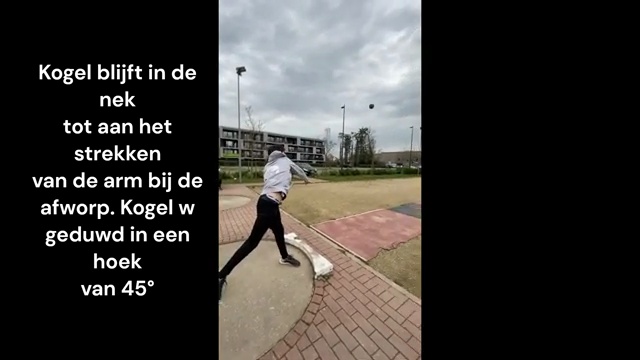 Kogel blijft in de
nek
tot aan het
strekken
van de arm bij de
afworp. Kogel w
geduwd in een
hoek
van 45°